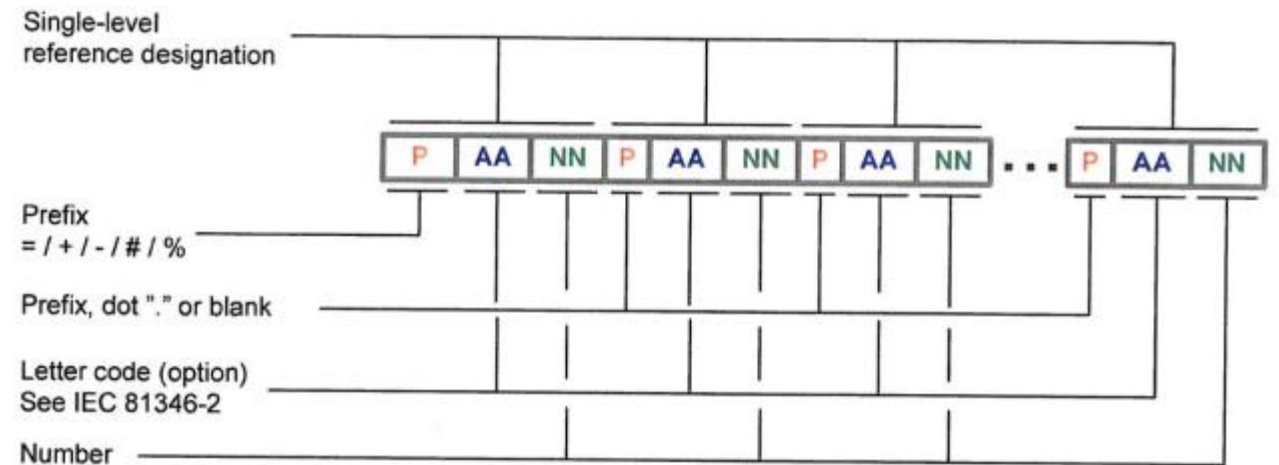 Single-level
reference designation
P AA NN P AA NN P AA NN ... P AA NN
Prefix
= / + / - / # / %
Prefix, dot "." or blank
Letter code (option)
See IEC 81346-2
Number